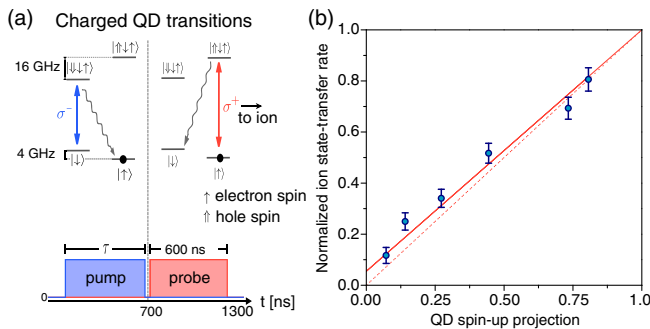 (a) Charged QD transitions
|⇑↓↑⟩
|⇓↓↑⟩
|⇓↓↑⟩
|⇑↓↑⟩
16 GHz
σ⁻
σ⁺
to ion
4 GHz
|↓⟩
|↑⟩
|↓⟩
|↑⟩
↑ electron spin
⇑ hole spin
τ
600 ns
pump
probe
0
700
1300
t [ns]
(b)
Normalized ion state-transfer rate
1.0
0.8
0.6
0.4
0.2
0.0
0.00
0.25
0.50
0.75
1.00
QD spin-up projection